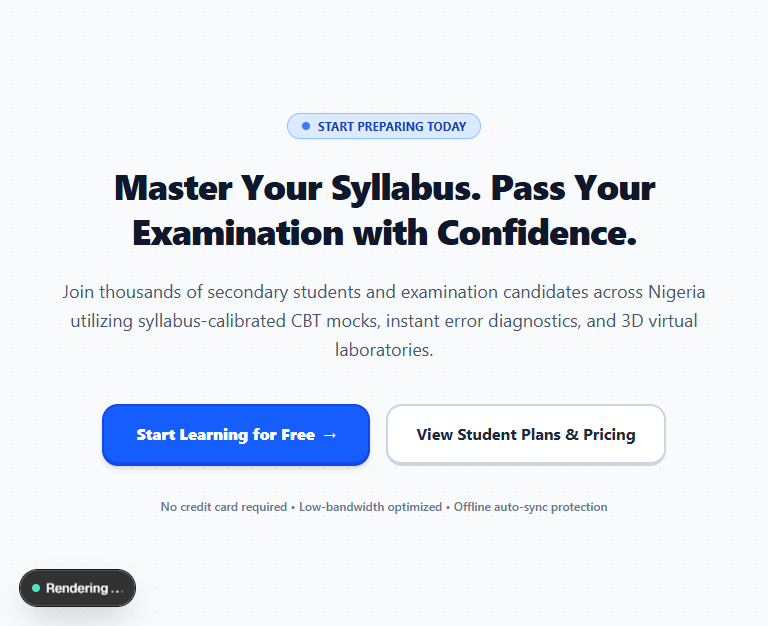 START PREPARING TODAY
Master Your Syllabus. Pass Your
Examination with Confidence.
Join thousands of secondary students and examination candidates across Nigeria
utilizing syllabus-calibrated CBT mocks, instant error diagnostics, and 3D virtual
laboratories.
Start Learning for Free →
View Student Plans & Pricing
No credit card required • Low-bandwidth optimized • Offline auto-sync protection
Rendering ...